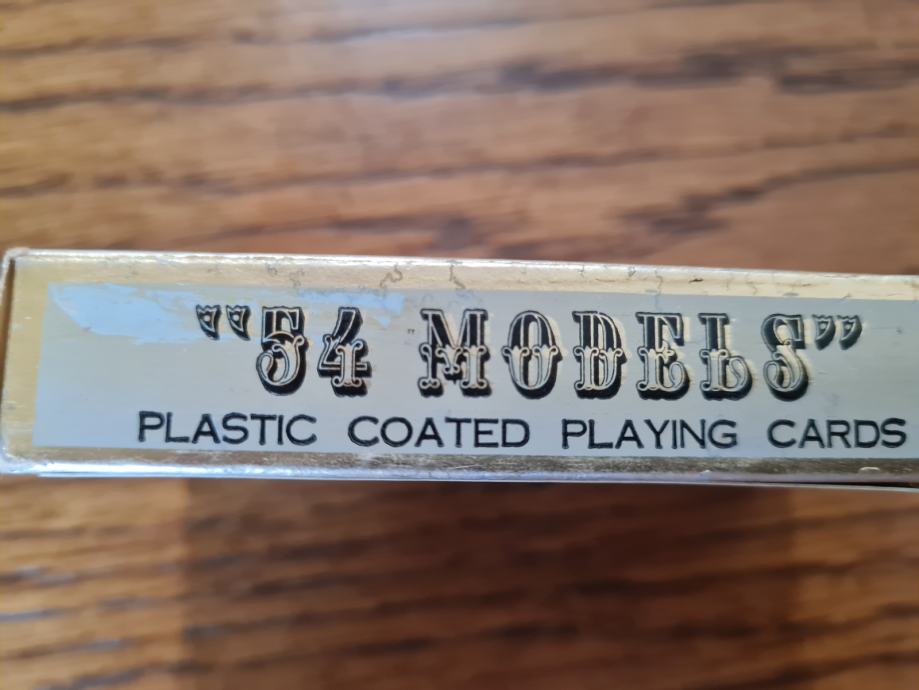 "54 MODELS"
PLASTIC COATED PLAYING CARDS